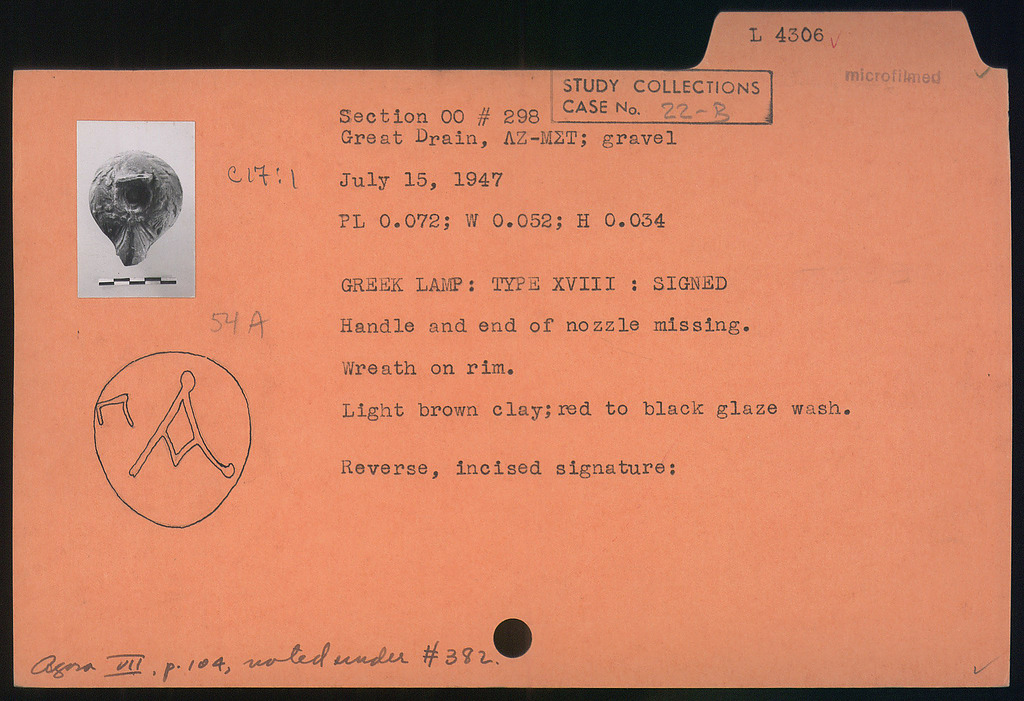 L 4306
microfilmed
STUDY COLLECTIONS
CASE No. 22-B
Section OO # 298
Great Drain, ΛΖ-ΜΣΤ; gravel
C17:1
July 15, 1947
PL 0.072; W 0.052; H 0.034
GREEK LAMP: TYPE XVIII : SIGNED
54 A
Handle and end of nozzle missing.
Wreath on rim.
Light brown clay; red to black glaze wash.
Reverse, incised signature:
Π Α
Agora VII, p. 104, noted under #382.